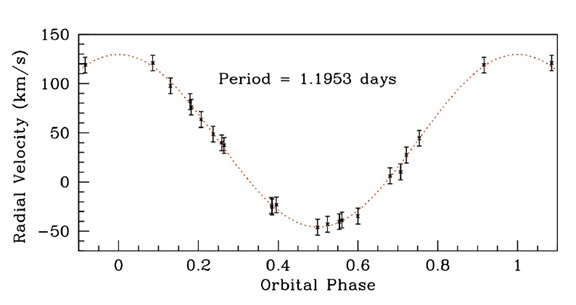 150
100
50
0
−50
Radial Velocity (km/s)
Period = 1.1953 days
0 0.2 0.4 0.6 0.8 1
Orbital Phase